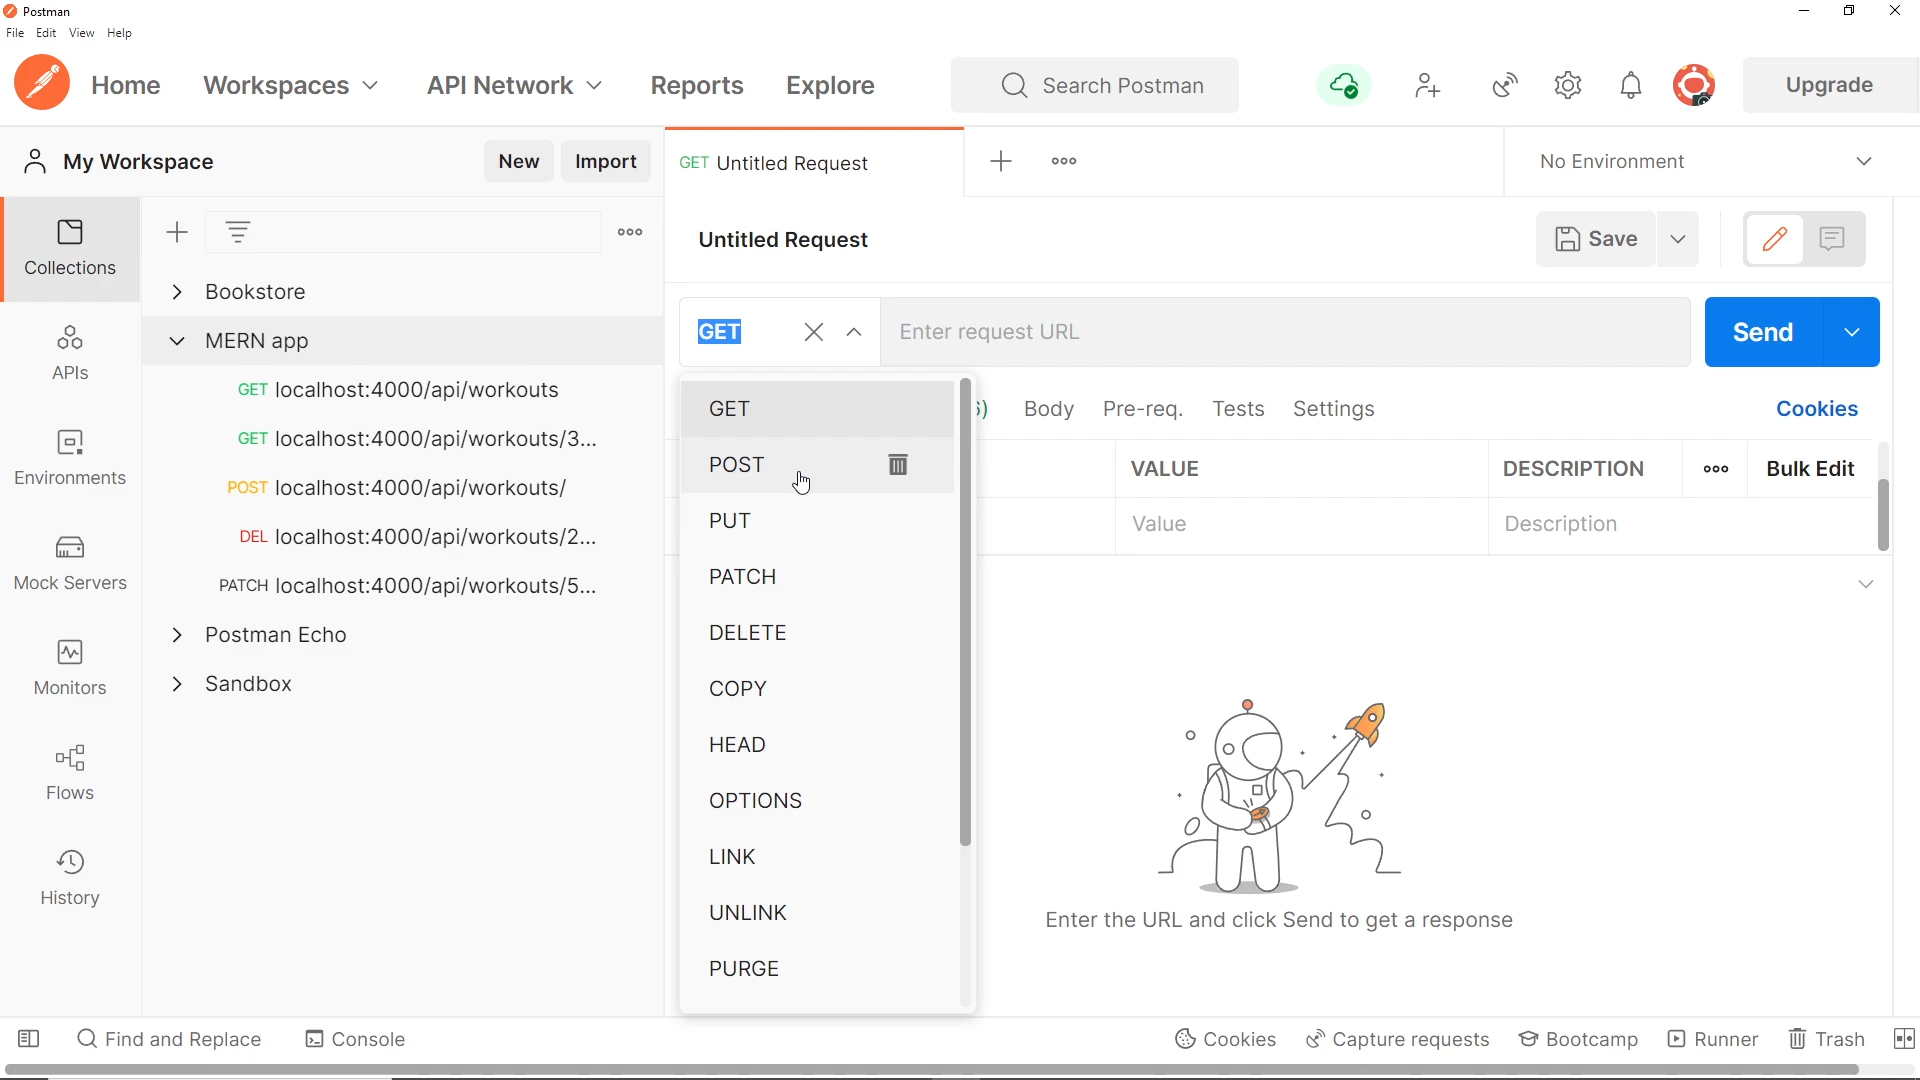 Postman
File Edit View Help
Home Workspaces API Network Reports Explore Search Postman Upgrade
My Workspace New Import GET Untitled Request No Environment
Collections
Untitled Request Save
Bookstore
MERN app
GET Enter request URL Send
APIs
GET localhost:4000/api/workouts
GET localhost:4000/api/workouts/3...
POST localhost:4000/api/workouts/
DEL localhost:4000/api/workouts/2...
PATCH localhost:4000/api/workouts/5...
Postman Echo
Sandbox
Environments
Mock Servers
Monitors
Flows
History
GET
POST
PUT
PATCH
DELETE
COPY
HEAD
OPTIONS
LINK
UNLINK
PURGE
Body Pre-req. Tests Settings Cookies
VALUE DESCRIPTION Bulk Edit
Value Description
Enter the URL and click Send to get a response
Find and Replace Console Cookies Capture requests Bootcamp Runner Trash